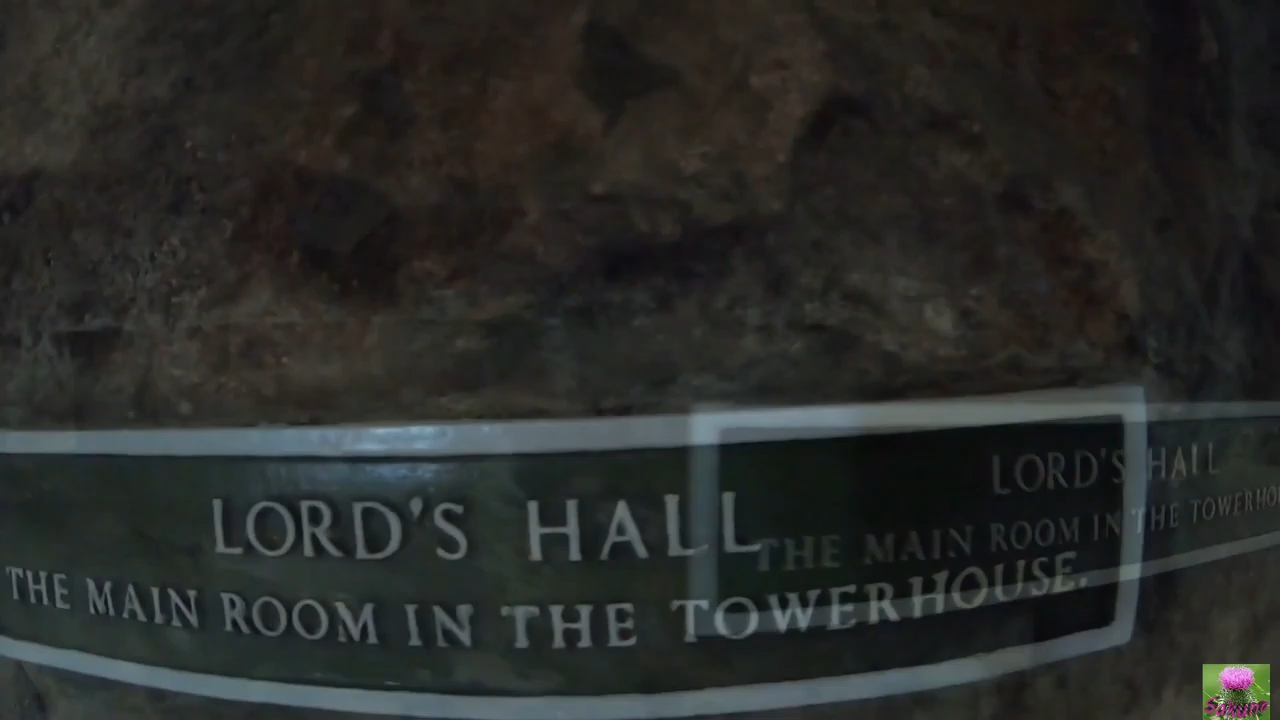 LORD'S HALL
THE MAIN ROOM IN THE TOWERHOUSE.
LORD'S HALL
THE MAIN ROOM IN THE TOWERHO